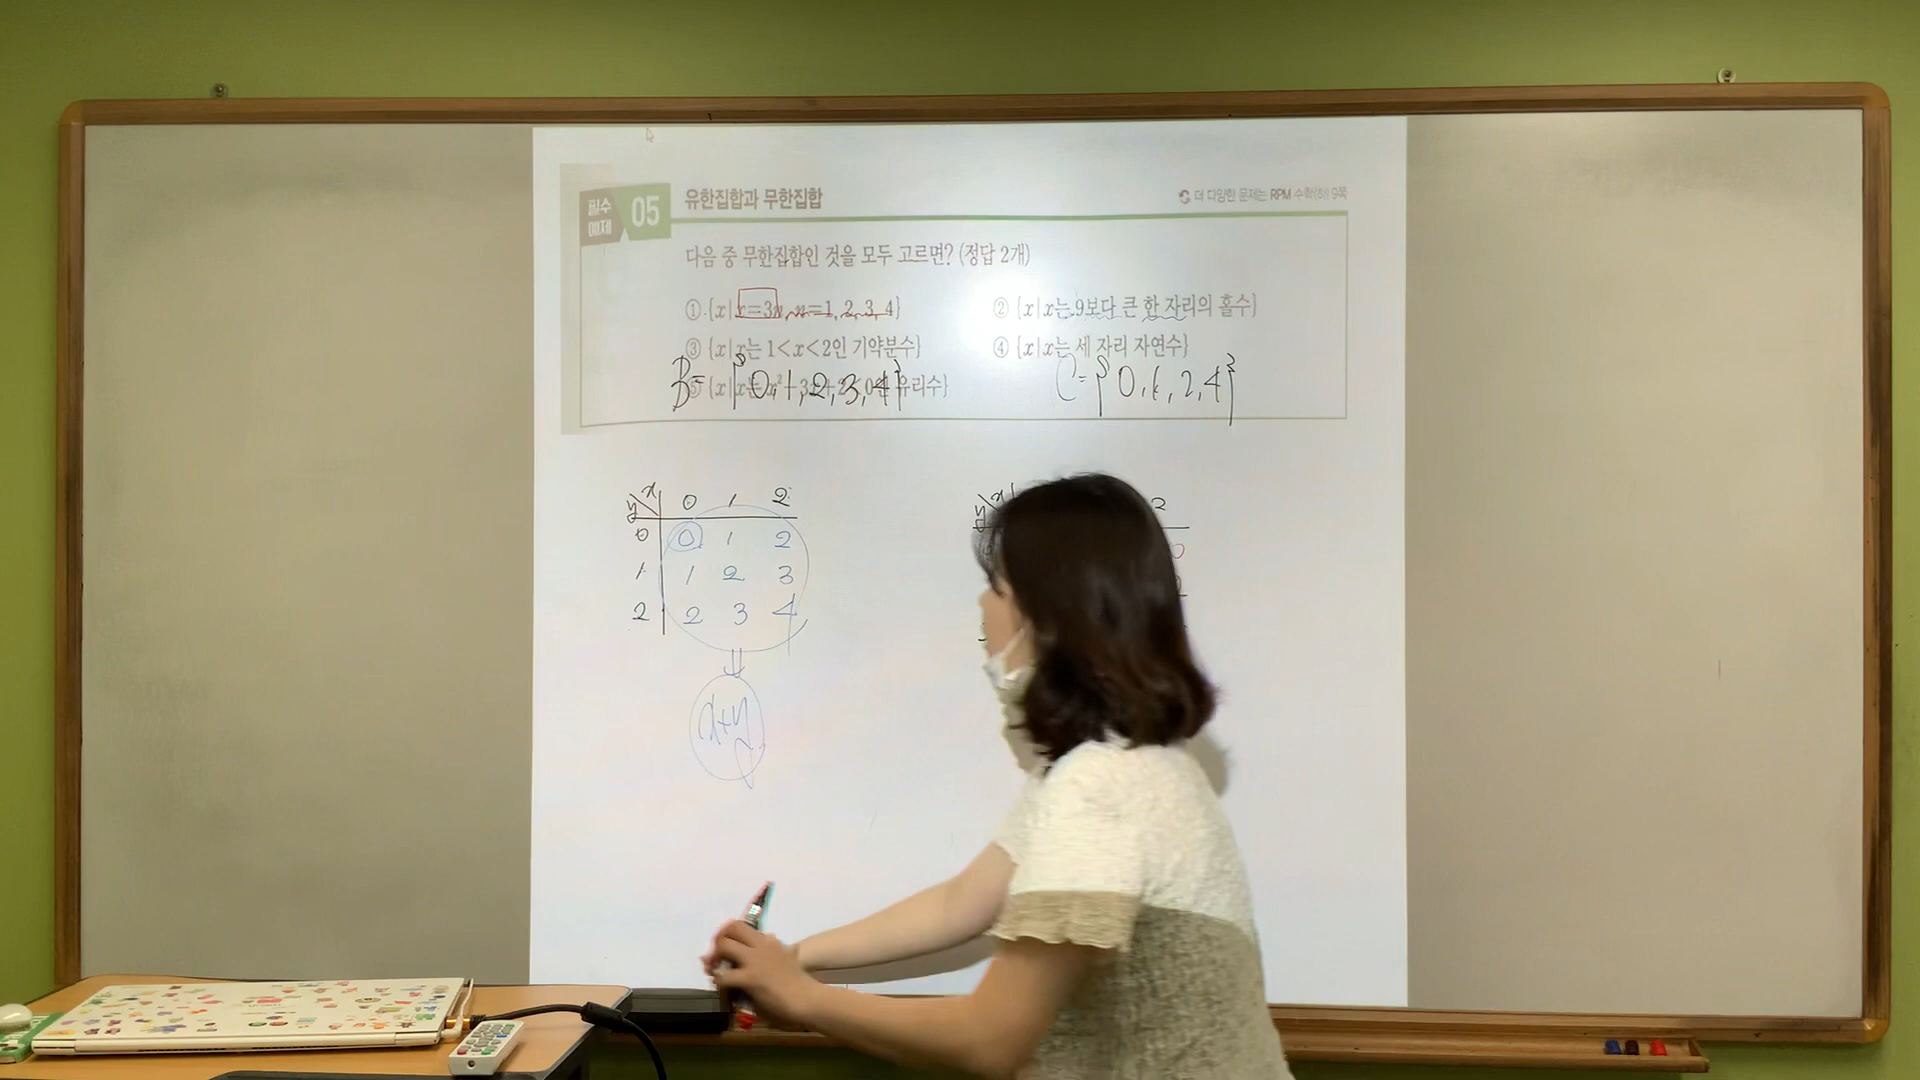 필수 예제 05 유한집합과 무한집합
더 다양한 문제는 RPM 수학(하) 9쪽
다음 중 무한집합인 것을 모두 고르면? (정답 2개)
① {x|x=3n, n=1, 2, 3, 4} ② {x|x는 9보다 큰 한 자리의 홀수}
③ {x|x는 1<x<2인 기약분수} ④ {x|x는 세 자리 자연수}
B={0,1,2,3,4} C={0,1,2,4}
⑤ {x|x는 유리수}
y x 0 1 2
0 0 1 2
1 1 2 3
2 2 3 4
x+y
y x 2
0